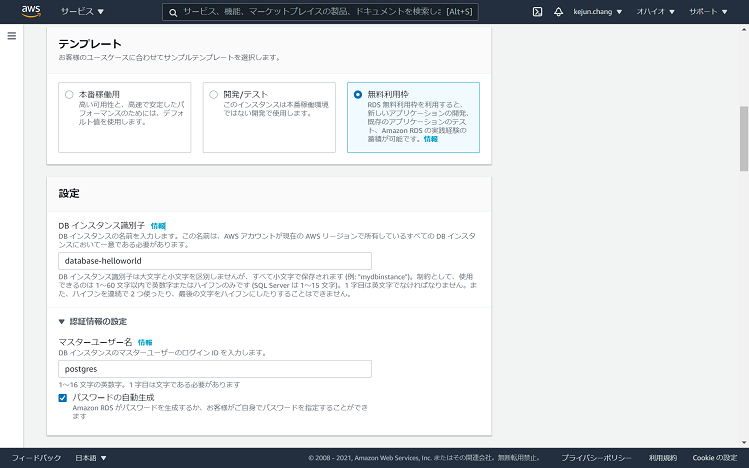 aws サービス ▼ サービス、機能、マーケットプレイスの製品、ドキュメントを検索し [Alt+S] kejun.chang ▼ オハイオ ▼ サポート ▼
テンプレート
お客様のユースケースに合わせてサンプルテンプレートを選択します。
本番稼働用
高い可用性と、高速で安定したパ
フォーマンスのためには、デフォ
ルト値を使用します。
開発/テスト
このインスタンスは本番稼働環境
ではない開発で使用します。
無料利用枠
RDS 無料利用枠を利用すると、
新しいアプリケーションの開発、
既存のアプリケーションのテス
ト、Amazon RDS の実践経験の
蓄積が可能です。情報
設定
DB インスタンス識別子 情報
DB インスタンスの名前を入力します。この名前は、AWS アカウントが現在の AWS リージョンで所有しているすべての DB インスタ
ンスにおいて一意である必要があります。
database-helloworld
DB インスタンス識別子は大文字と小文字を区別しませんが、すべて小文字で保存されます (例: "mydbinstance")。制約として、使用
できるのは 1～60 文字以内で英数字またはハイフンのみです (SQL Server は 1～15 文字)。1 字目は英文字でなければなりません。ま
た、ハイフンを連続で 2 つ使ったり、最後の文字をハイフンにしたりすることはできません。
▼ 認証情報の設定
マスターユーザー名 情報
DB インスタンスのマスターユーザーのログイン ID を入力します。
postgres
1～16 文字の英数字。1 字目は文字である必要があります
パスワードの自動生成
Amazon RDS がパスワードを生成するか、お客様がご自身でパスワードを指定することができ
ます
フィードバック 日本語 ▼ © 2008 - 2021, Amazon Web Services, Inc. またはその関連会社。無断転用禁止。 プライバシーポリシー 利用規約 Cookie の設定